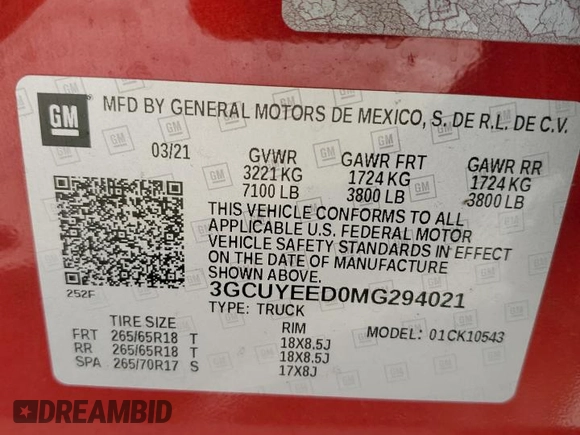 GM
MFD BY GENERAL MOTORS DE MEXICO, S. DE R.L. DE C.V.
03/21 GVWR GAWR FRT GAWR RR
3221 KG 1724 KG 1724 KG
7100 LB 3800 LB 3800 LB
THIS VEHICLE CONFORMS TO ALL
APPLICABLE U.S. FEDERAL MOTOR
VEHICLE SAFETY STANDARDS IN EFFECT
ON THE DATE OF MANUFACTURE
SHOWN ABOVE.
252F
3GCUYEED0MG294021
TYPE: TRUCK
TIRE SIZE RIM MODEL: 01CK10543
FRT 265/65R18 T 18X8.5J
RR 265/65R18 T 18X8.5J
SPA 265/70R17 S 17X8J
DREAMBID